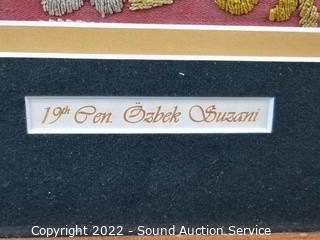 19th Cen. Özbek Suzani
Copyright 2022 - Sound Auction Service